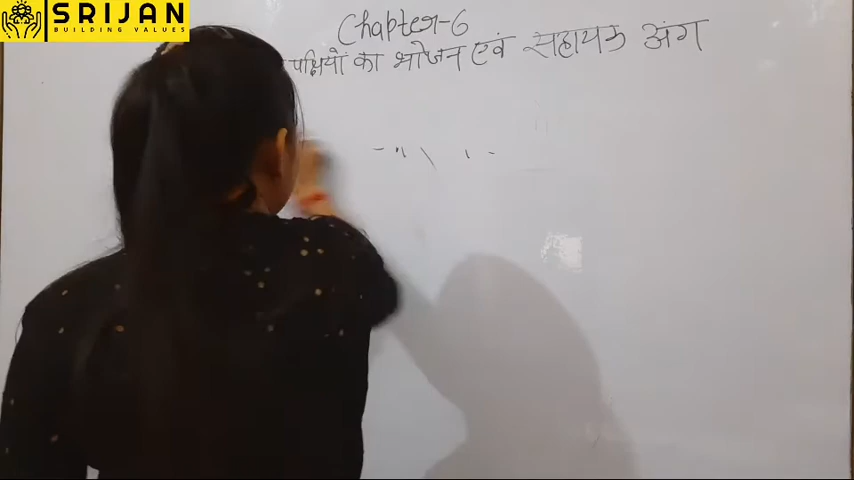 SRIJAN
BUILDING VALUES
Chapter-6
पक्षियों का भोजन एवं सहायक अंग